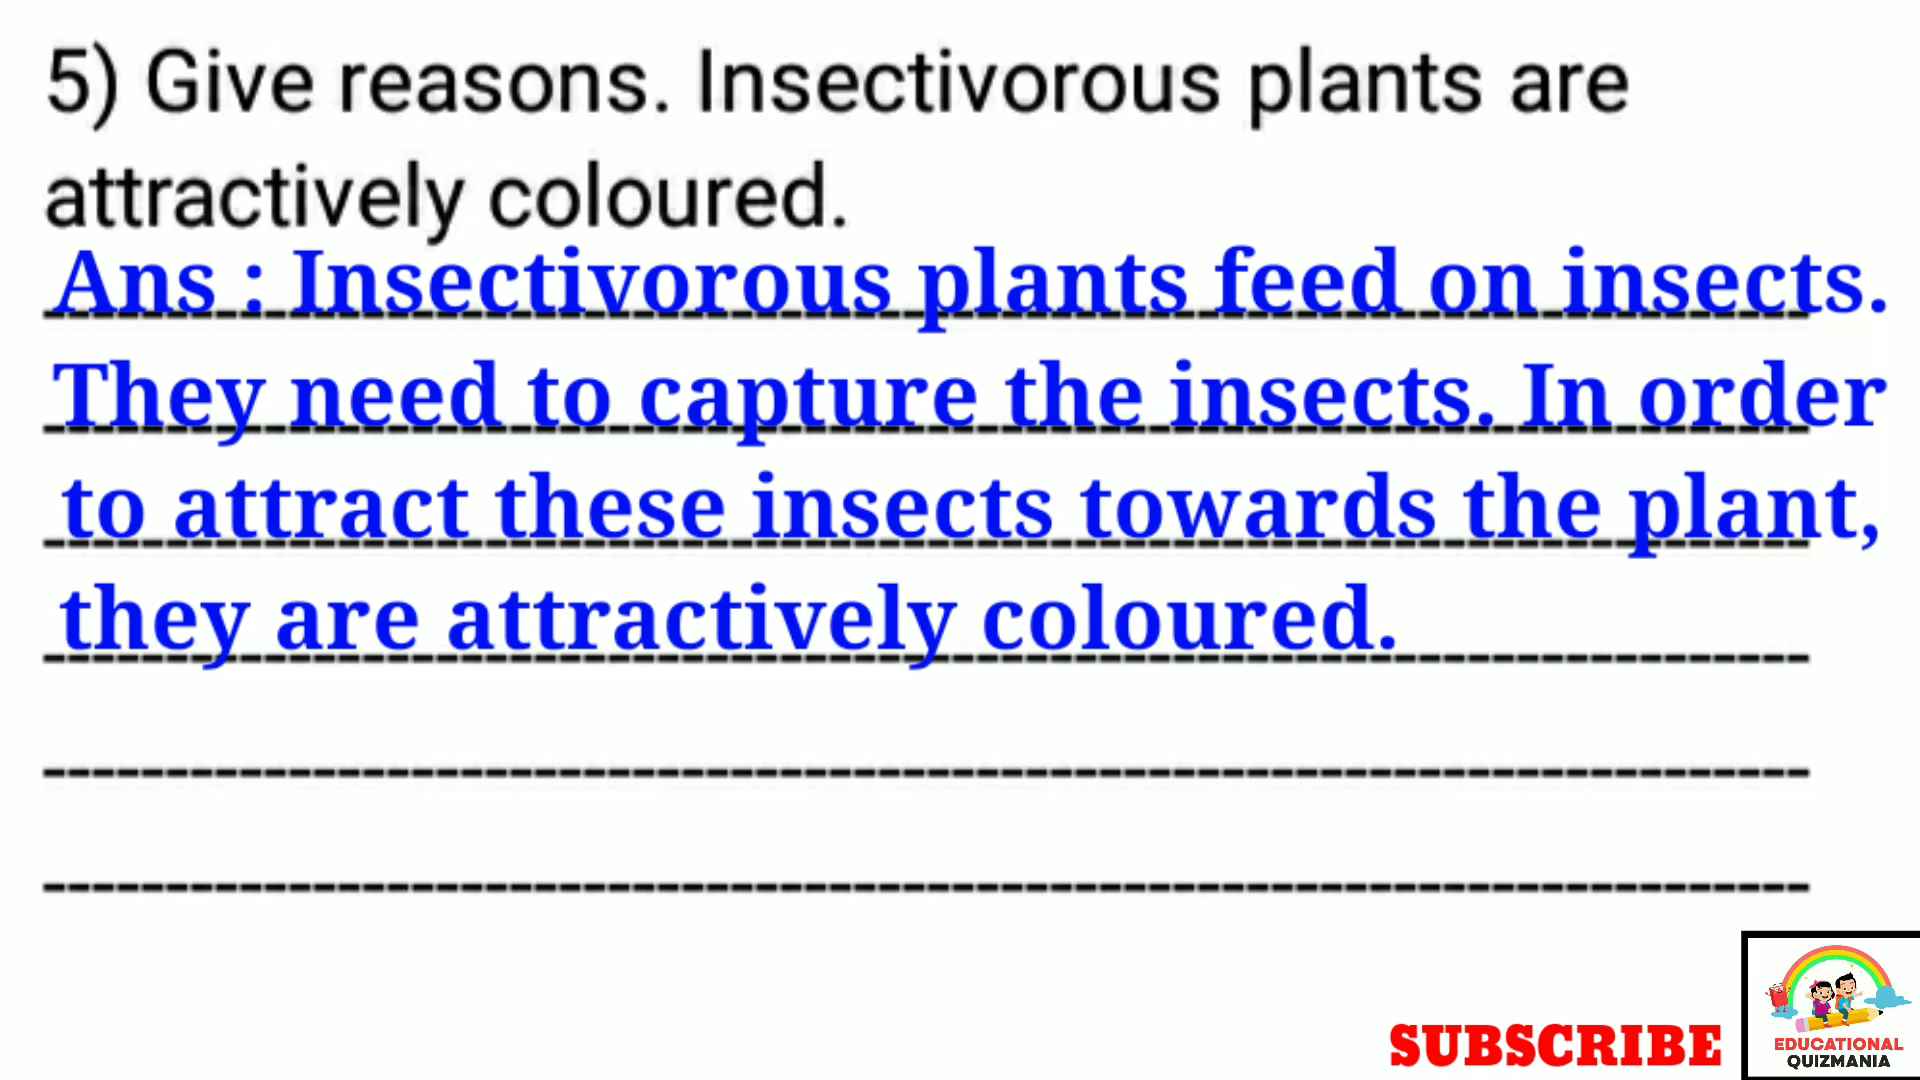 5) Give reasons. Insectivorous plants are
attractively coloured.
Ans : Insectivorous plants feed on insects.
They need to capture the insects. In order
to attract these insects towards the plant,
they are attractively coloured.
SUBSCRIBE
EDUCATIONAL
QUIZMANIA